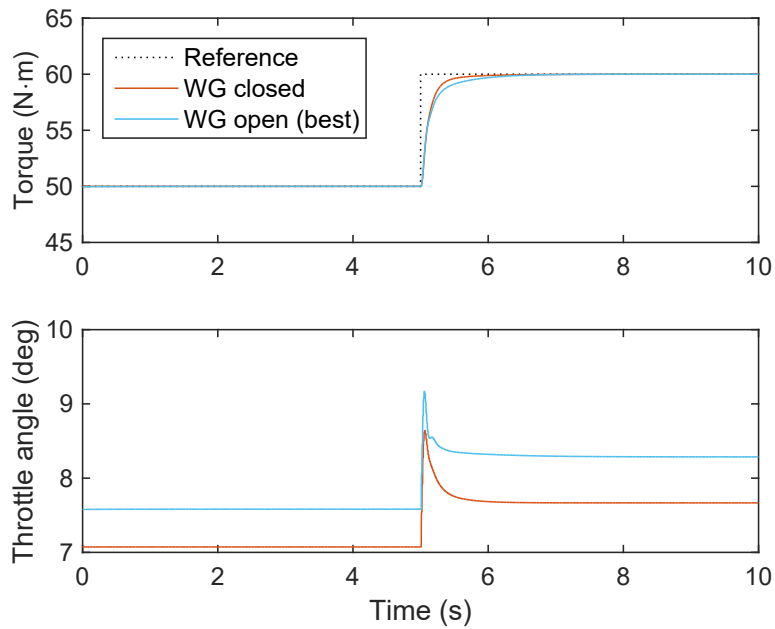 65
60
55
50
45
Torque (N·m)
Reference
WG closed
WG open (best)
0 2 4 6 8 10
10
9
8
7
Throttle angle (deg)
0 2 4 6 8 10
Time (s)